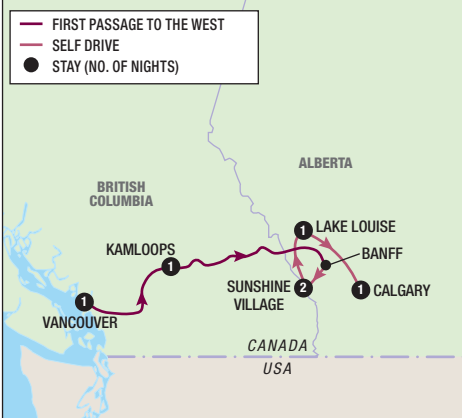 FIRST PASSAGE TO THE WEST
SELF DRIVE
STAY (NO. OF NIGHTS)
ALBERTA
BRITISH
COLUMBIA
1 LAKE LOUISE
KAMLOOPS
BANFF
1
SUNSHINE
VILLAGE
2
1 CALGARY
1
VANCOUVER
CANADA
USA